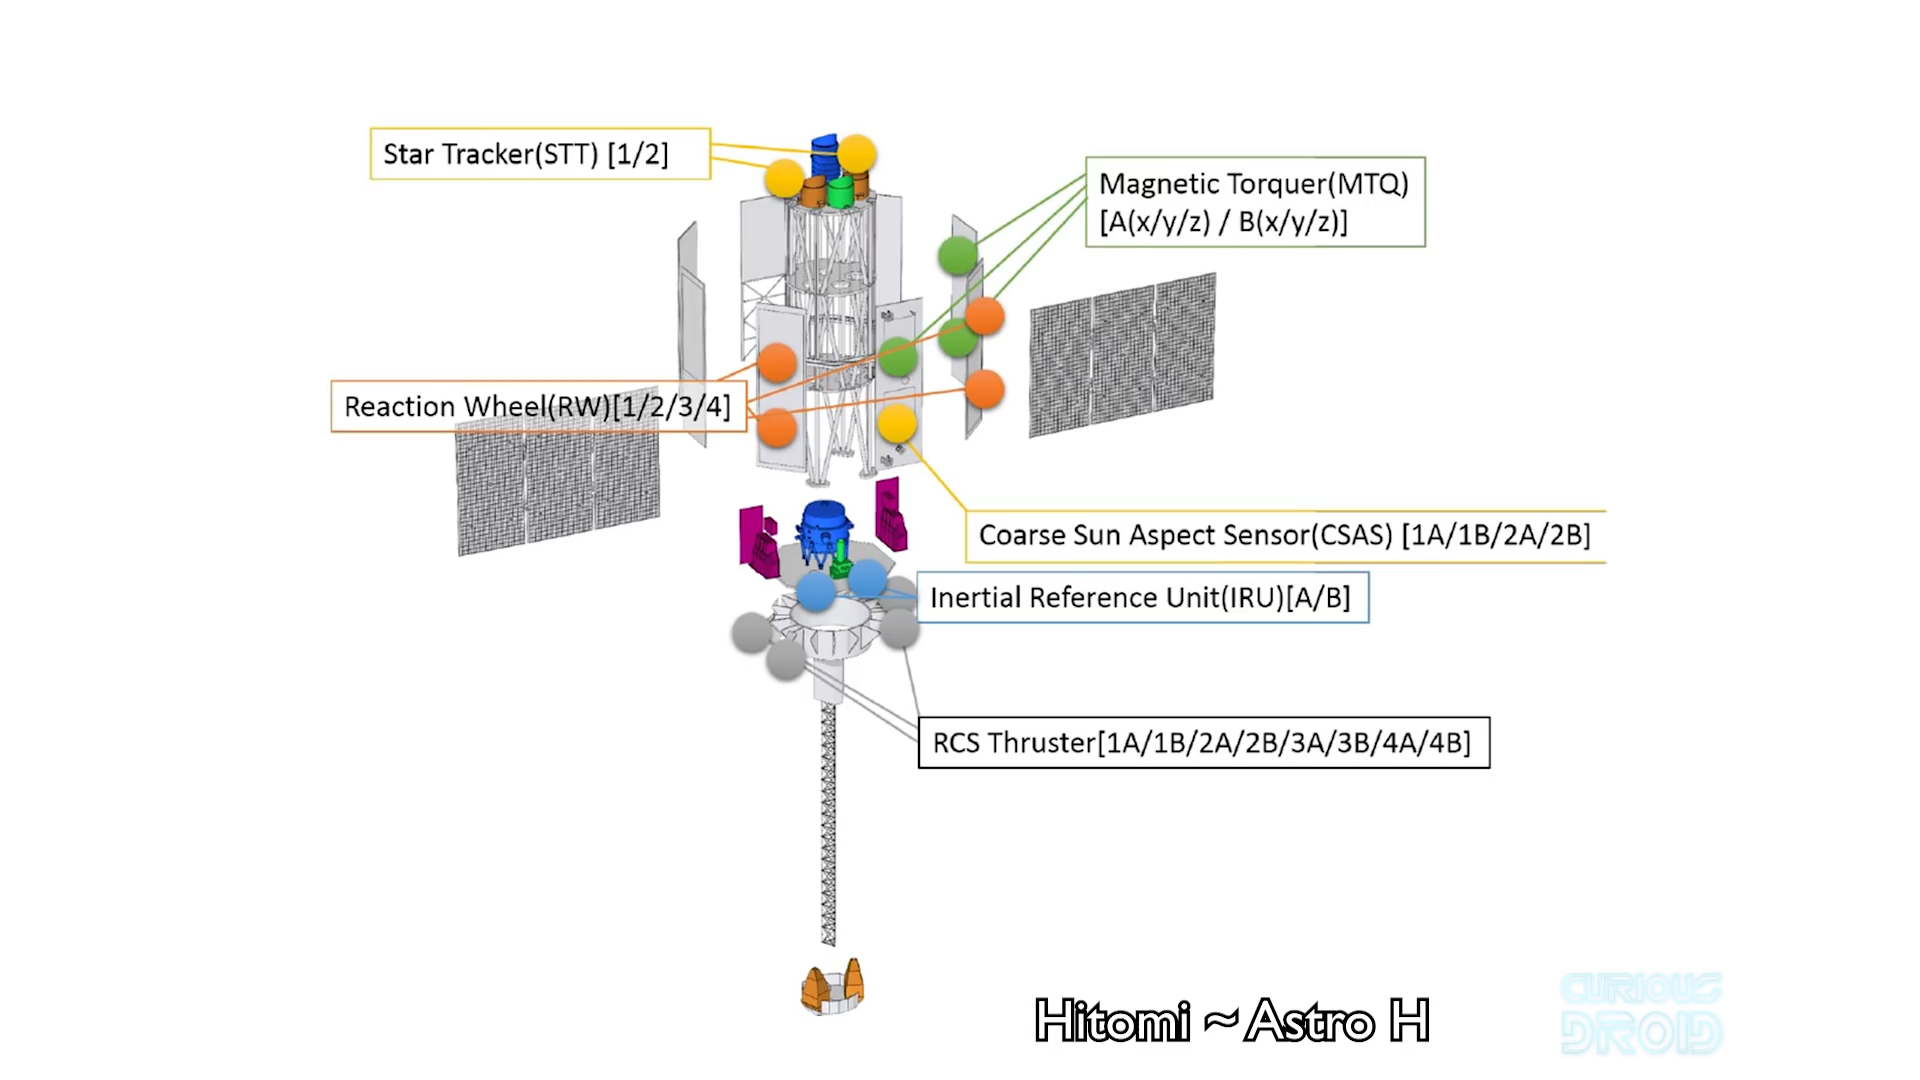 Star Tracker(STT) [1/2]
Magnetic Torquer(MTQ)
[A(x/y/z) / B(x/y/z)]
Reaction Wheel(RW)[1/2/3/4]
Coarse Sun Aspect Sensor(CSAS) [1A/1B/2A/2B]
Inertial Reference Unit(IRU)[A/B]
RCS Thruster[1A/1B/2A/2B/3A/3B/4A/4B]
Hitomi ~ Astro H
CURIOUS
DROID